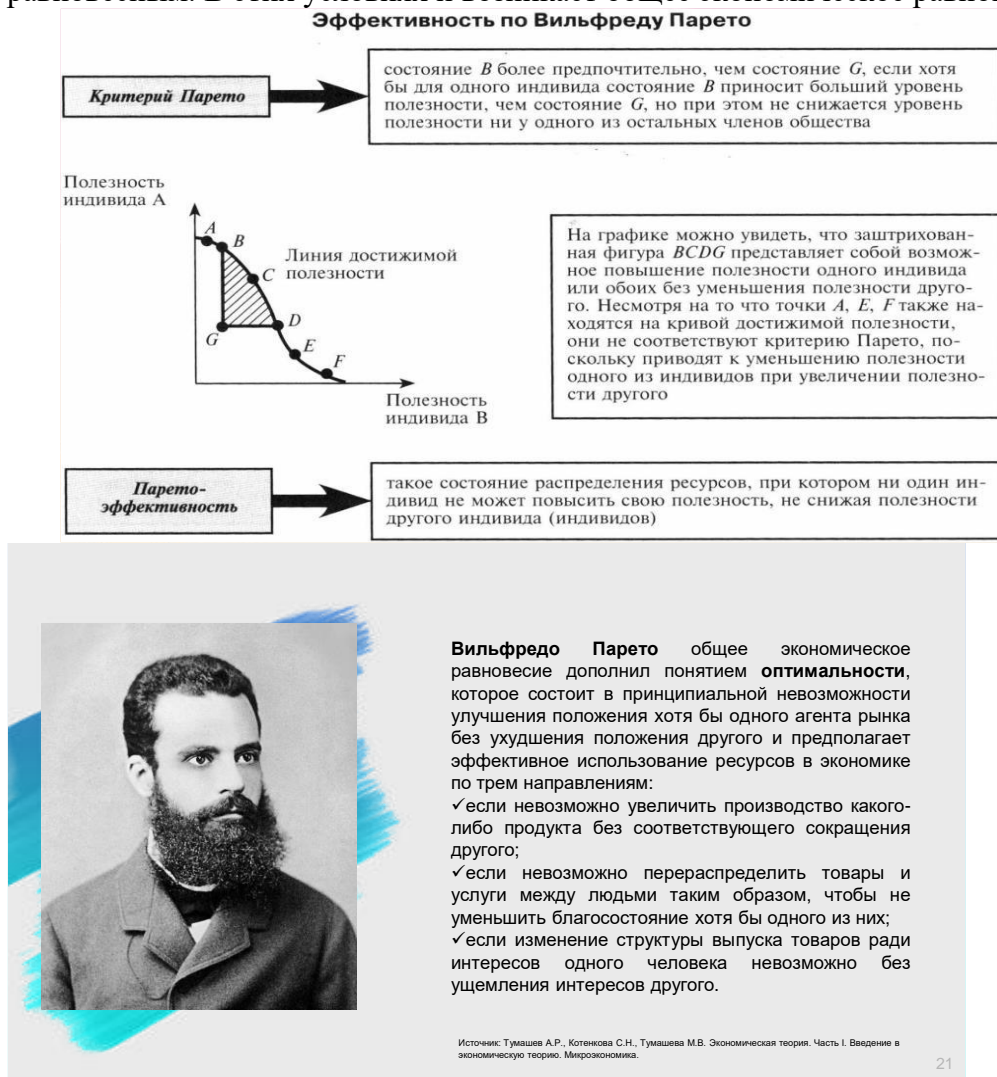 равновесным. В этих условиях и возникает общее экономическое равнов
Эффективность по Вильфреду Парето
Критерий Парето
состояние B более предпочтительно, чем состояние G, если хотя
бы для одного индивида состояние B приносит больший уровень
полезности, чем состояние G, но при этом не снижается уровень
полезности ни у одного из остальных членов общества
Полезность
индивида А
A
B
Линия достижимой
полезности
C
D
G
E
F
Полезность
индивида В
На графике можно увидеть, что заштрихован-
ная фигура BCDG представляет собой возмож-
ное повышение полезности одного индивида
или обоих без уменьшения полезности друго-
го. Несмотря на то что точки A, E, F также на-
ходятся на кривой достижимой полезности,
они не соответствуют критерию Парето, по-
скольку приводят к уменьшению полезности
одного из индивидов при увеличении полезно-
сти другого
Парето-
эффективность
такое состояние распределения ресурсов, при котором ни один ин-
дивид не может повысить свою полезность, не снижая полезности
другого индивида (индивидов)
Вильфредо Парето общее экономическое
равновесие дополнил понятием оптимальности,
которое состоит в принципиальной невозможности
улучшения положения хотя бы одного агента рынка
без ухудшения положения другого и предполагает
эффективное использование ресурсов в экономике
по трем направлениям:
✓если невозможно увеличить производство какого-
либо продукта без соответствующего сокращения
другого;
✓если невозможно перераспределить товары и
услуги между людьми таким образом, чтобы не
уменьшить благосостояние хотя бы одного из них;
✓если изменение структуры выпуска товаров ради
интересов одного человека невозможно без
ущемления интересов другого.
Источник: Тумашев А.Р., Котенкова С.Н., Тумашева М.В. Экономическая теория. Часть I. Введение в
экономическую теорию. Микроэкономика.
21